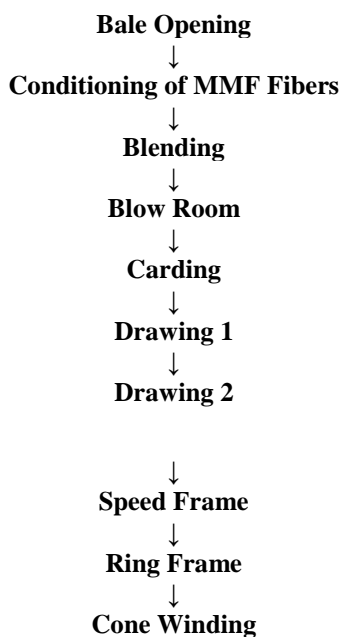 Bale Opening
↓
Conditioning of MMF Fibers
↓
Blending
↓
Blow Room
↓
Carding
↓
Drawing 1
↓
Drawing 2
↓
Speed Frame
↓
Ring Frame
↓
Cone Winding